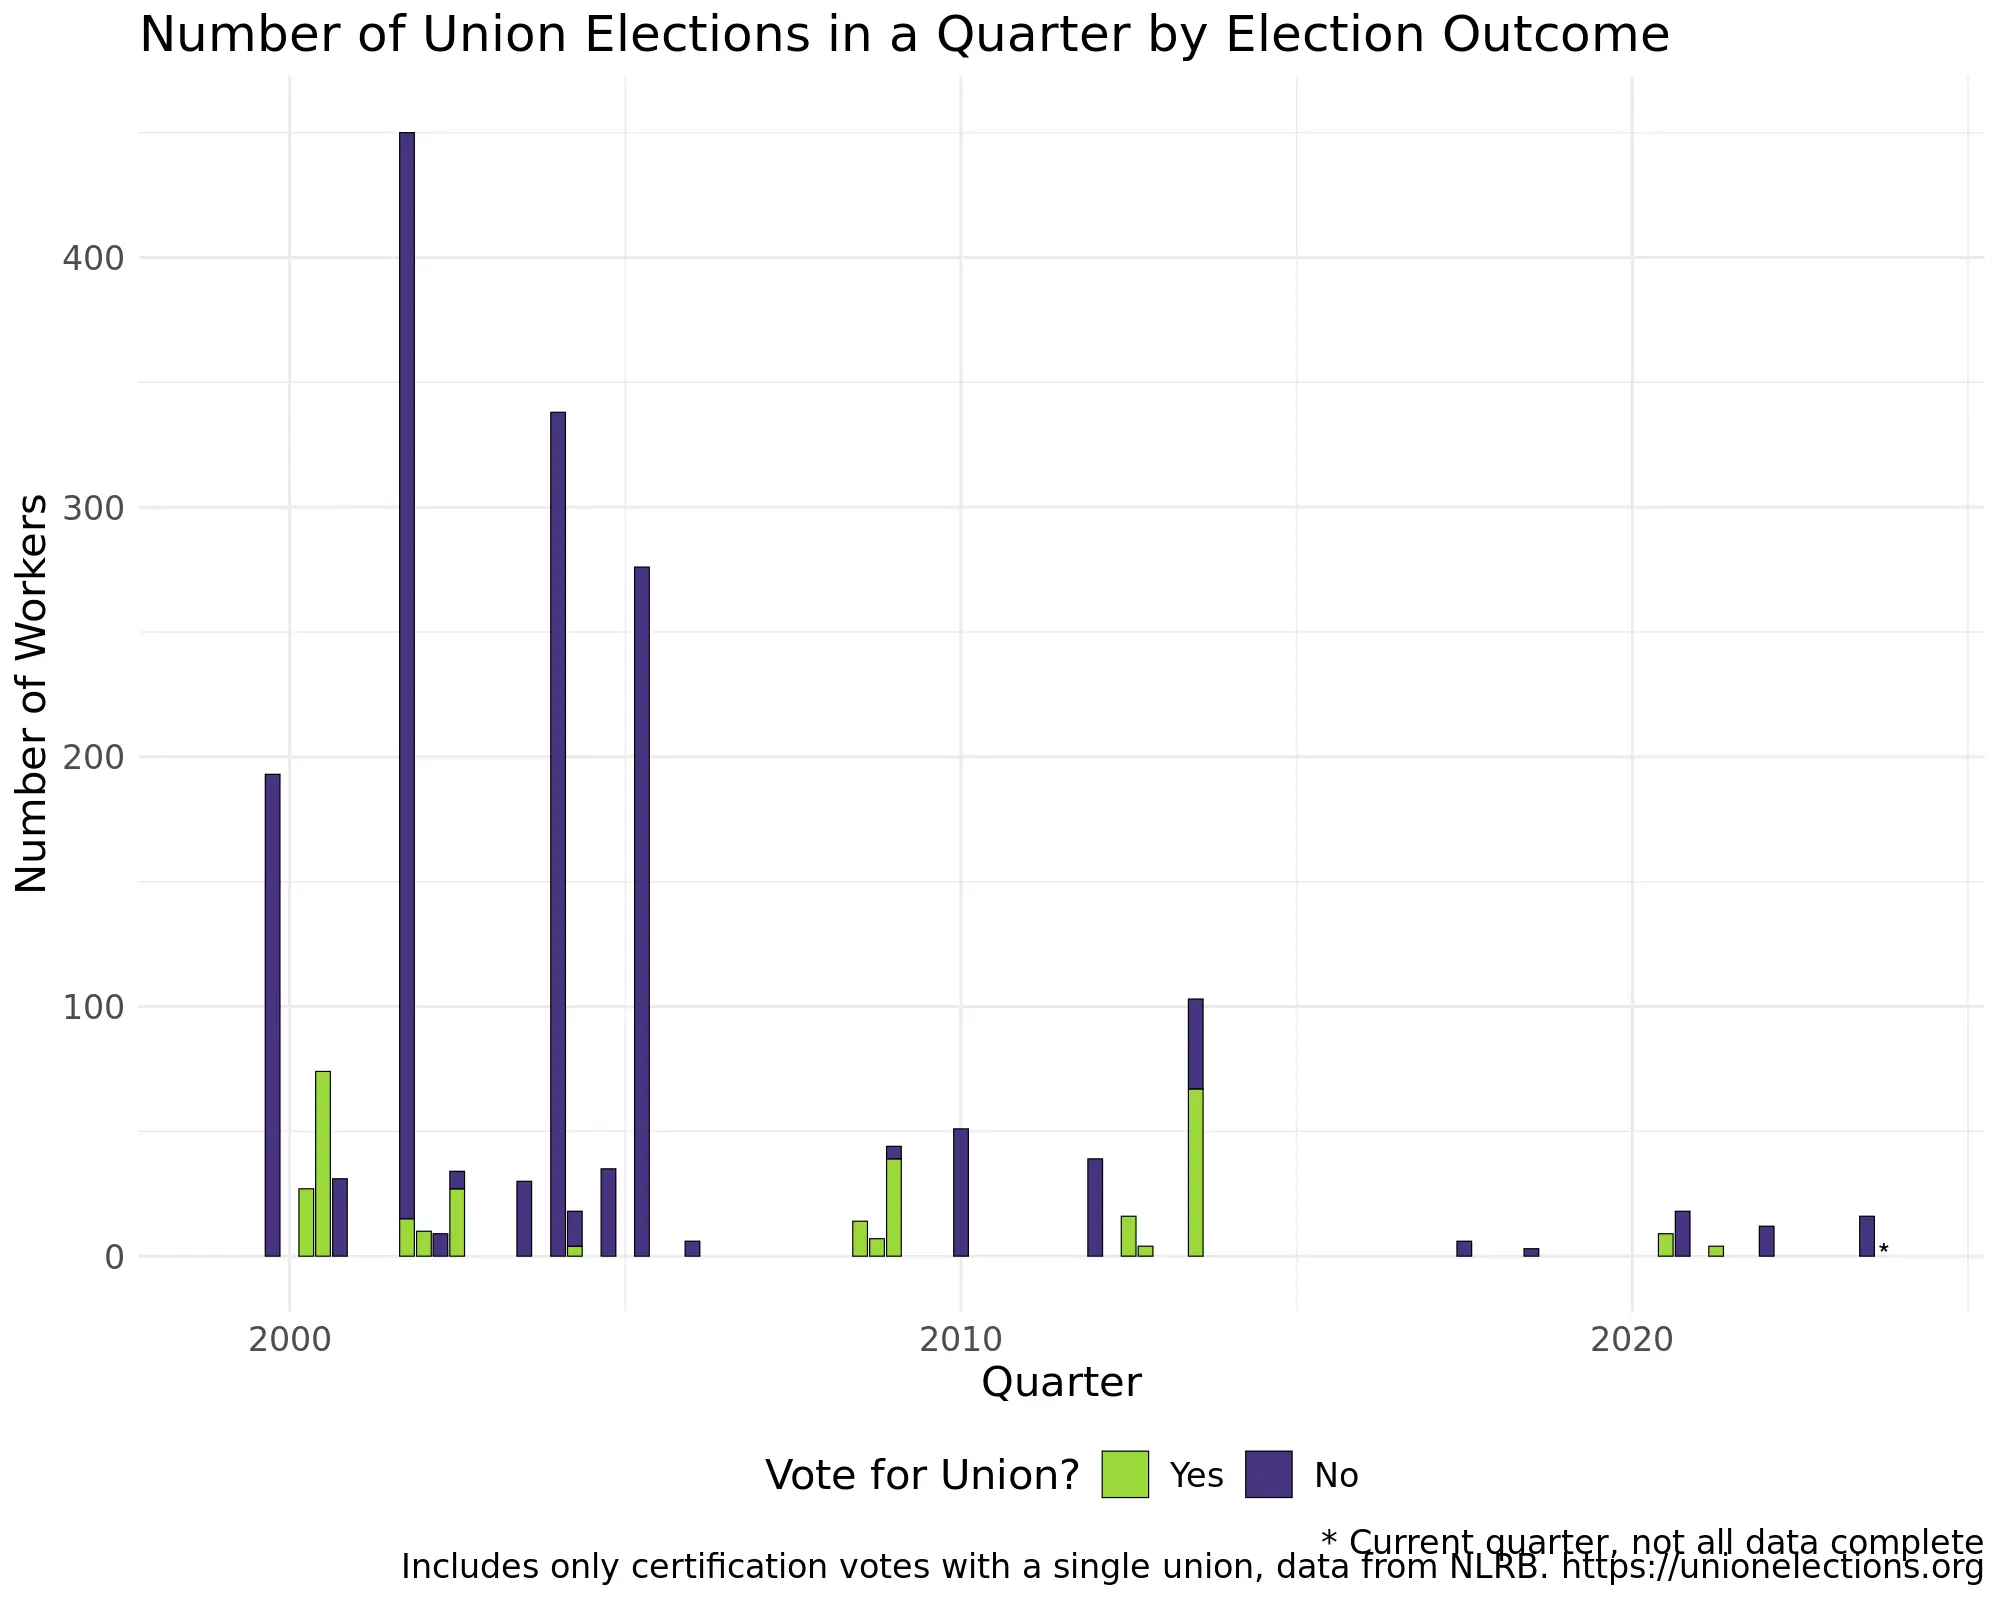 Number of Union Elections in a Quarter by Election Outcome
Number of Workers
400
300
200
100
0
*
2000 2010 2020
Quarter
Vote for Union? Yes No
* Current quarter, not all data complete
Includes only certification votes with a single union, data from NLRB. https://unionelections.org